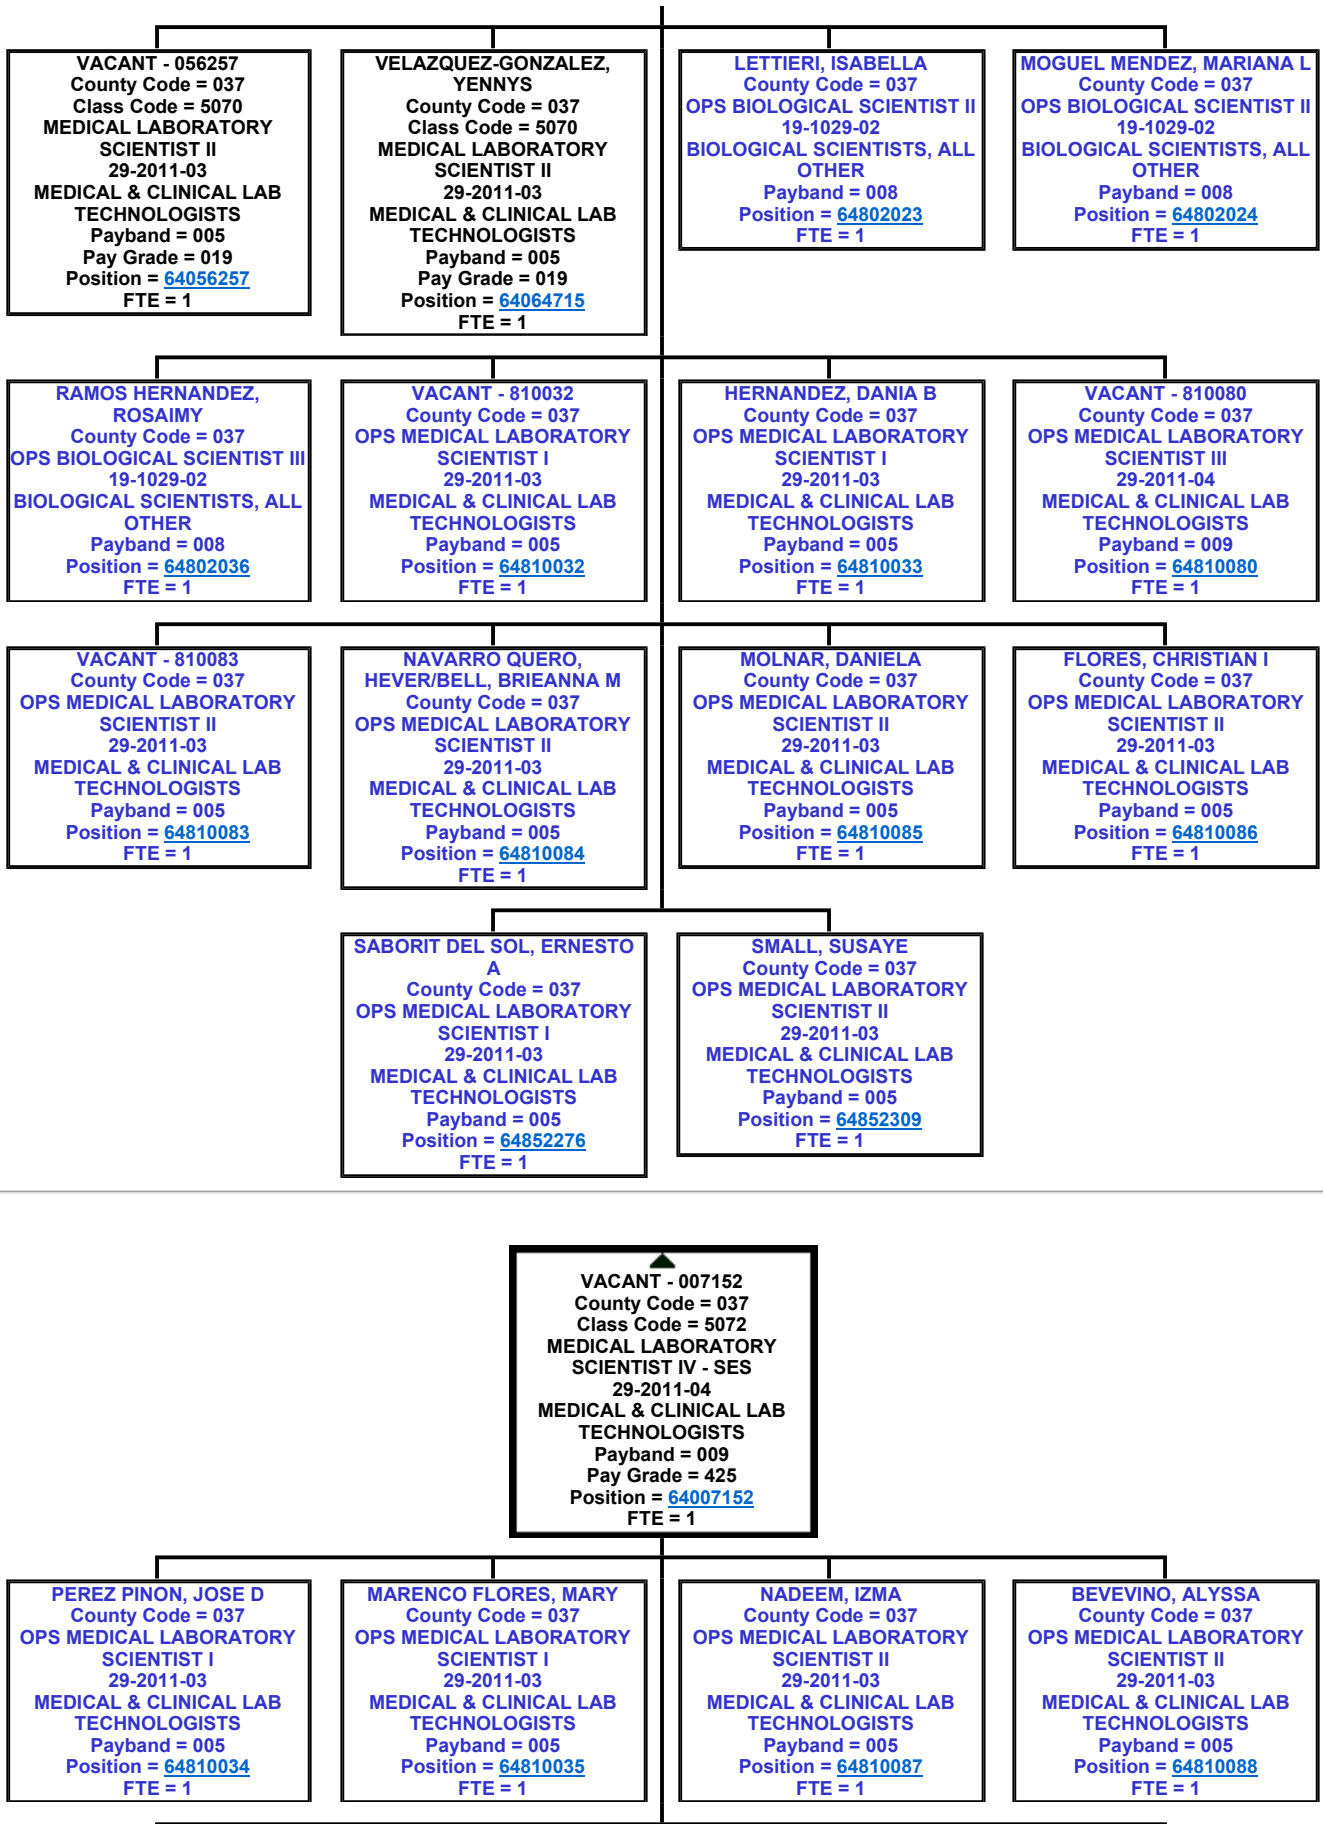 VACANT - 056257
County Code = 037
Class Code = 5070
MEDICAL LABORATORY
SCIENTIST II
29-2011-03
MEDICAL & CLINICAL LAB
TECHNOLOGISTS
Payband = 005
Pay Grade = 019
Position = 64056257
FTE = 1
VELAZQUEZ-GONZALEZ,
YENNYS
County Code = 037
Class Code = 5070
MEDICAL LABORATORY
SCIENTIST II
29-2011-03
MEDICAL & CLINICAL LAB
TECHNOLOGISTS
Payband = 005
Pay Grade = 019
Position = 64064715
FTE = 1
LETTIERI, ISABELLA
County Code = 037
OPS BIOLOGICAL SCIENTIST II
19-1029-02
BIOLOGICAL SCIENTISTS, ALL
OTHER
Payband = 008
Position = 64802023
FTE = 1
MOGUEL MENDEZ, MARIANA L
County Code = 037
OPS BIOLOGICAL SCIENTIST II
19-1029-02
BIOLOGICAL SCIENTISTS, ALL
OTHER
Payband = 008
Position = 64802024
FTE = 1
RAMOS HERNANDEZ,
ROSAIMY
County Code = 037
OPS BIOLOGICAL SCIENTIST III
19-1029-02
BIOLOGICAL SCIENTISTS, ALL
OTHER
Payband = 008
Position = 64802036
FTE = 1
VACANT - 810032
County Code = 037
OPS MEDICAL LABORATORY
SCIENTIST I
29-2011-03
MEDICAL & CLINICAL LAB
TECHNOLOGISTS
Payband = 005
Position = 64810032
FTE = 1
HERNANDEZ, DANIA B
County Code = 037
OPS MEDICAL LABORATORY
SCIENTIST I
29-2011-03
MEDICAL & CLINICAL LAB
TECHNOLOGISTS
Payband = 005
Position = 64810033
FTE = 1
VACANT - 810080
County Code = 037
OPS MEDICAL LABORATORY
SCIENTIST III
29-2011-04
MEDICAL & CLINICAL LAB
TECHNOLOGISTS
Payband = 009
Position = 64810080
FTE = 1
VACANT - 810083
County Code = 037
OPS MEDICAL LABORATORY
SCIENTIST II
29-2011-03
MEDICAL & CLINICAL LAB
TECHNOLOGISTS
Payband = 005
Position = 64810083
FTE = 1
NAVARRO QUERO,
HEVER/BELL, BRIEANNA M
County Code = 037
OPS MEDICAL LABORATORY
SCIENTIST II
29-2011-03
MEDICAL & CLINICAL LAB
TECHNOLOGISTS
Payband = 005
Position = 64810084
FTE = 1
MOLNAR, DANIELA
County Code = 037
OPS MEDICAL LABORATORY
SCIENTIST II
29-2011-03
MEDICAL & CLINICAL LAB
TECHNOLOGISTS
Payband = 005
Position = 64810085
FTE = 1
FLORES, CHRISTIAN I
County Code = 037
OPS MEDICAL LABORATORY
SCIENTIST II
29-2011-03
MEDICAL & CLINICAL LAB
TECHNOLOGISTS
Payband = 005
Position = 64810086
FTE = 1
SABORIT DEL SOL, ERNESTO
A
County Code = 037
OPS MEDICAL LABORATORY
SCIENTIST I
29-2011-03
MEDICAL & CLINICAL LAB
TECHNOLOGISTS
Payband = 005
Position = 64852276
FTE = 1
SMALL, SUSAYE
County Code = 037
OPS MEDICAL LABORATORY
SCIENTIST II
29-2011-03
MEDICAL & CLINICAL LAB
TECHNOLOGISTS
Payband = 005
Position = 64852309
FTE = 1
VACANT - 007152
County Code = 037
Class Code = 5072
MEDICAL LABORATORY
SCIENTIST IV - SES
29-2011-04
MEDICAL & CLINICAL LAB
TECHNOLOGISTS
Payband = 009
Pay Grade = 425
Position = 64007152
FTE = 1
PEREZ PINON, JOSE D
County Code = 037
OPS MEDICAL LABORATORY
SCIENTIST I
29-2011-03
MEDICAL & CLINICAL LAB
TECHNOLOGISTS
Payband = 005
Position = 64810034
FTE = 1
MARENCO FLORES, MARY
County Code = 037
OPS MEDICAL LABORATORY
SCIENTIST I
29-2011-03
MEDICAL & CLINICAL LAB
TECHNOLOGISTS
Payband = 005
Position = 64810035
FTE = 1
NADEEM, IZMA
County Code = 037
OPS MEDICAL LABORATORY
SCIENTIST II
29-2011-03
MEDICAL & CLINICAL LAB
TECHNOLOGISTS
Payband = 005
Position = 64810087
FTE = 1
BEVEVINO, ALYSSA
County Code = 037
OPS MEDICAL LABORATORY
SCIENTIST II
29-2011-03
MEDICAL & CLINICAL LAB
TECHNOLOGISTS
Payband = 005
Position = 64810088
FTE = 1